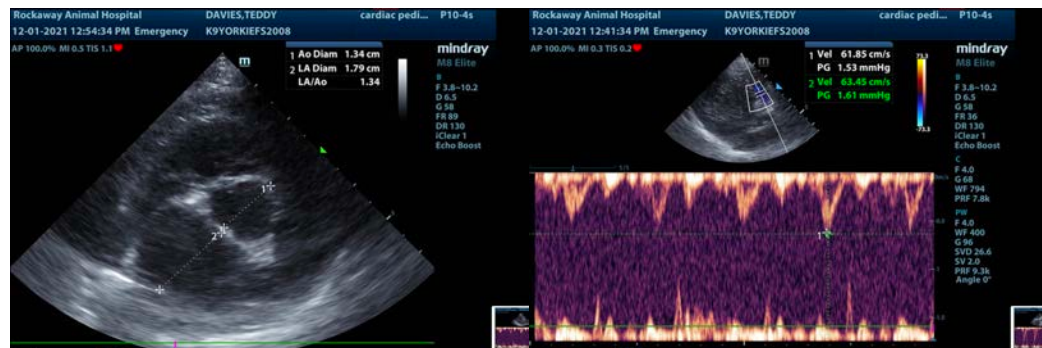 Rockaway Animal Hospital DAVIES,TEDDY cardiac pedi... P10-4s
12-01-2021 12:54:34 PM Emergency K9YORKIEFS2008
AP 100.0% MI 0.5 TIS 1.1
1 Ao Diam 1.34 cm
2 LA Diam 1.79 cm
LA/Ao 1.34
m
mindray
M8 Elite
B
F 3.8~10.2
D 6.5
G 58
FR 89
DR 130
iClear 1
Echo Boost
1
2
Rockaway Animal Hospital DAVIES,TEDDY cardiac pedi... P10-4s
12-01-2021 12:41:34 PM Emergency K9YORKIEFS2008
AP 100.0% MI 0.3 TIS 0.2
1 Vel 61.85 cm/s
PG 1.53 mmHg
2 Vel 63.45 cm/s
PG 1.61 mmHg
m
73.3
-73.3
mindray
M8 Elite
B
F 3.8~10.2
D 6.5
G 58
FR 36
DR 130
iClear 1
Echo Boost
C
F 4.0
G 68
WF 794
PRF 7.8k
PW
F 4.0
WF 400
G 96
SVD 26.6
SV 2.0
PRF 9.3k
Angle 0°
1